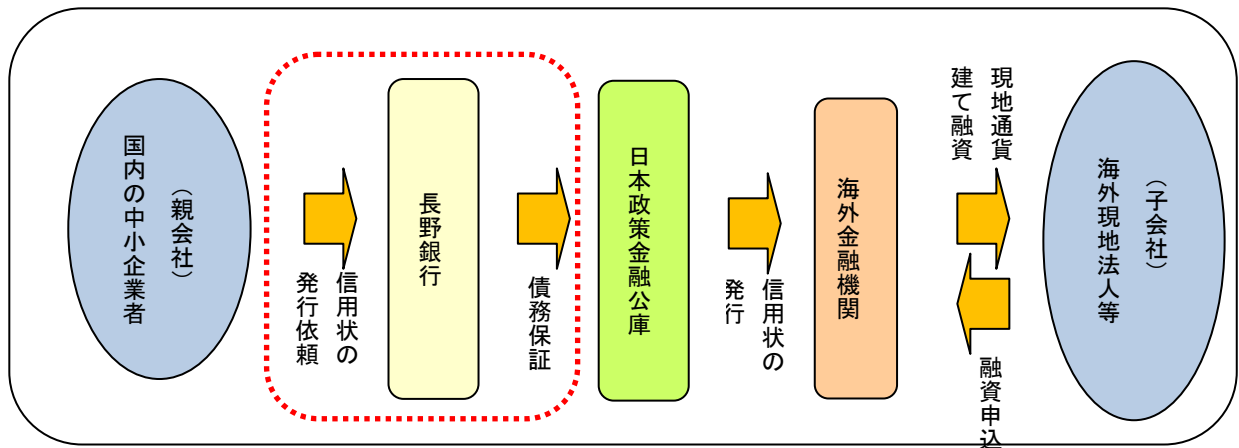 国内の中小企業者
（親会社）
信用状の
発行依頼
長野銀行
債務保証
日本政策金融公庫
信用状の
発行
海外金融機関
現地通貨
建て融資
融資申込
海外現地法人等
（子会社）